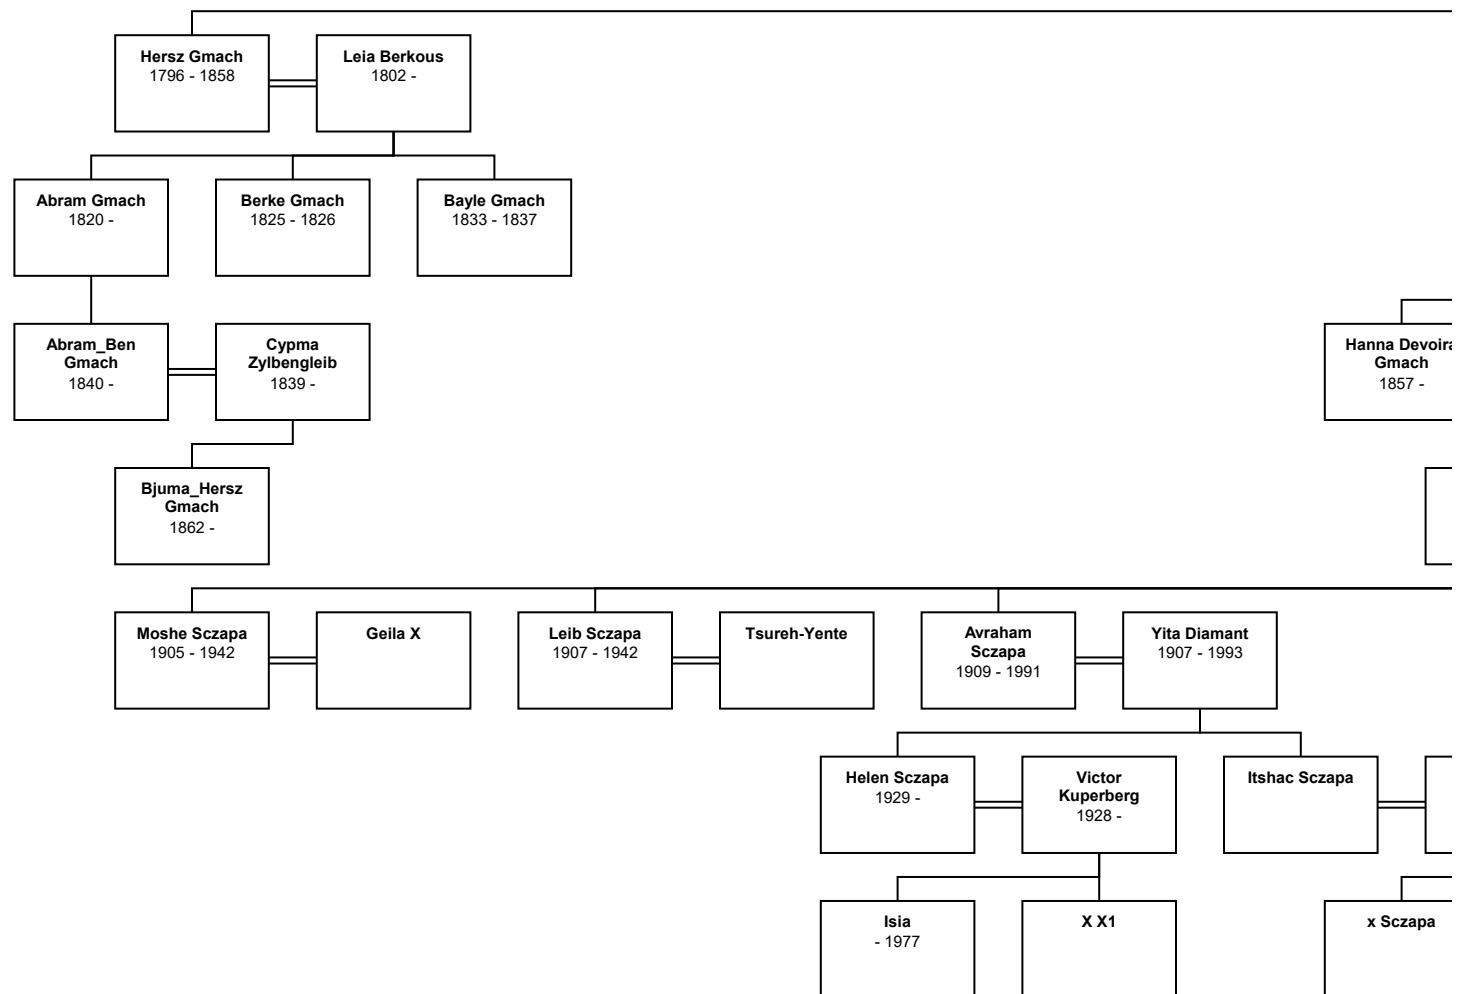 Hersz Gmach
1796 - 1858
Leia Berkous
1802 -
Abram Gmach
1820 -
Berke Gmach
1825 - 1826
Bayle Gmach
1833 - 1837
Abram_Ben
Gmach
1840 -
Cypma
Zylbengleib
1839 -
Hanna Devoira
Gmach
1857 -
Bjuma_Hersz
Gmach
1862 -
Moshe Sczapa
1905 - 1942
Geila X
Leib Sczapa
1907 - 1942
Tsureh-Yente
Avraham
Sczapa
1909 - 1991
Yita Diamant
1907 - 1993
Helen Sczapa
1929 -
Victor
Kuperberg
1928 -
Itshac Sczapa
Isia
- 1977
X X1
x Sczapa